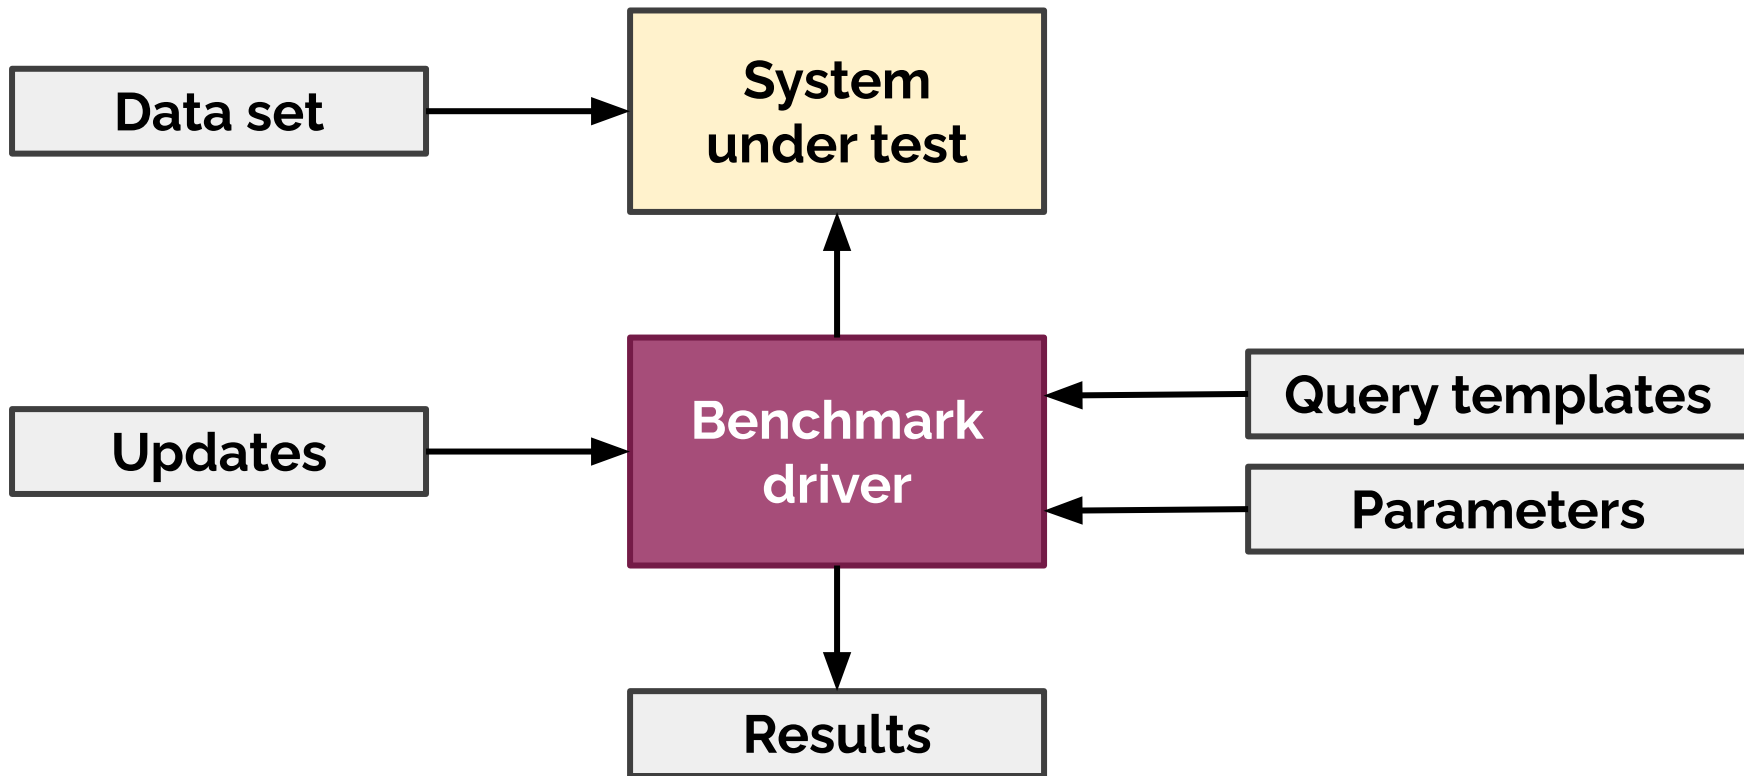 System
under test
Data set
Benchmark
driver
Updates
Query templates
Parameters
Results